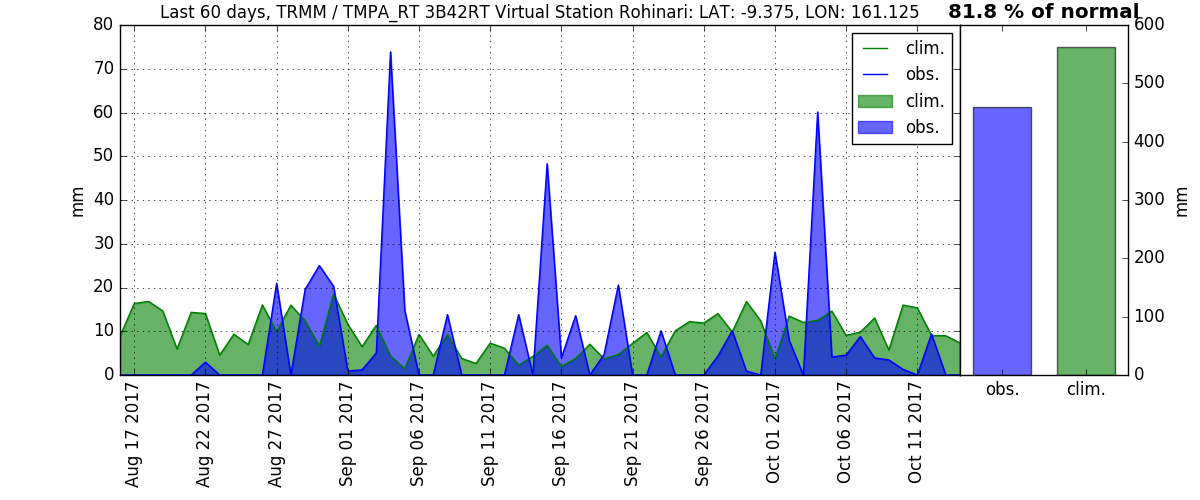 Last 60 days, TRMM / TMPA_RT 3B42RT Virtual Station Rohinari: LAT: -9.375, LON: 161.125
81.8 % of normal
80
70
60
50
40
30
20
10
0
mm
clim.
obs.
clim.
obs.
Aug 17 2017
Aug 22 2017
Aug 27 2017
Sep 01 2017
Sep 06 2017
Sep 11 2017
Sep 16 2017
Sep 21 2017
Sep 26 2017
Oct 01 2017
Oct 06 2017
Oct 11 2017
600
500
400
300
200
100
0
mm
obs.
clim.